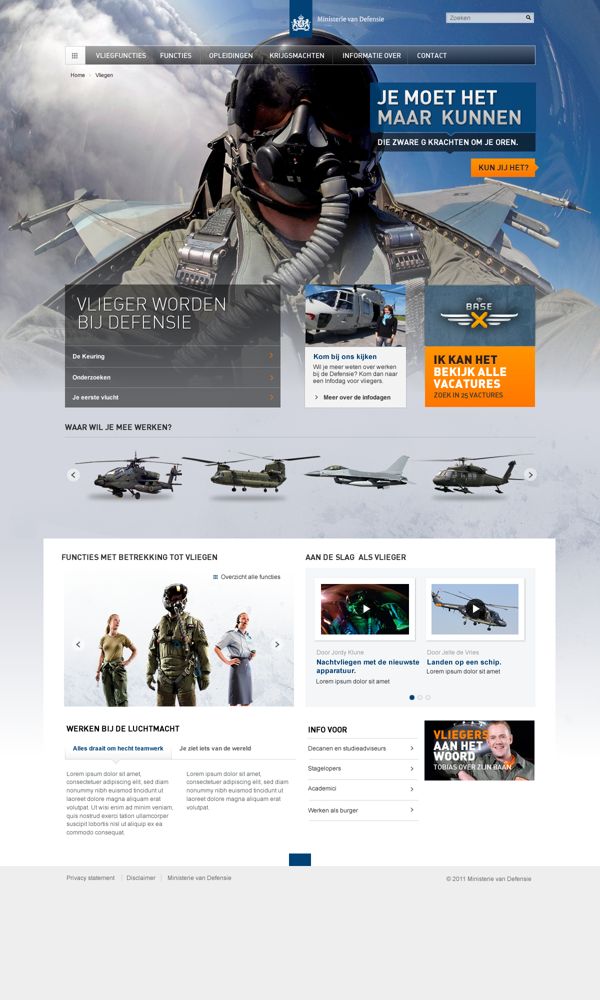 Ministerie van Defensie
Zoeken
VLIEGFUNCTIES FUNCTIES OPLEIDINGEN KRIJGSMACHTEN INFORMATIE OVER CONTACT
Home › Vliegen
JE MOET HET
MAAR KUNNEN
DIE ZWARE G KRACHTEN OM JE OREN.
KUN JIJ HET?
VLIEGER WORDEN
BIJ DEFENSIE
De Keuring
Onderzoeken
Je eerste vlucht
Kom bij ons kijken
Wil je meer weten over werken
bij de Defensie? Kom dan naar
een Infodag voor vliegers.
Meer over de infodagen
BASE
X
IK KAN HET
BEKIJK ALLE
VACATURES
ZOEK IN 25 VACTURES
WAAR WIL JE MEE WERKEN?
FUNCTIES MET BETREKKING TOT VLIEGEN
Overzicht alle functies
AAN DE SLAG ALS VLIEGER
Door Jordy Klune
Nachtvliegen met de nieuwste
apparatuur.
Lorem ipsum dolor sit amet
Door Jelle de Vries
Landen op een schip.
Lorem ipsum dolor sit amet
WERKEN BIJ DE LUCHTMACHT
Alles draait om hecht teamwerk
Je ziet iets van de wereld
Lorem ipsum dolor sit amet,
consectetuer adipiscing elit, sed diam
nonummy nibh euismod tincidunt ut
laoreet dolore magna aliquam erat
volutpat. Ut wisi enim ad minim veniam,
quis nostrud exerci tation ullamcorper
suscipit lobortis nisl ut aliquip ex ea
commodo consequat.
Lorem ipsum dolor sit amet,
consectetuer adipiscing elit, sed diam
nonummy nibh euismod tincidunt ut
laoreet dolore magna aliquam erat
volutpat.
INFO VOOR
Decanen en studieadviseurs
Stagelopers
Academici
Werken als burger
VLIEGERS
AAN HET
WOORD
TOBIAS OVER ZIJN BAAN
Privacy statement | Disclaimer | Ministerie van Defensie
© 2011 Ministerie van Defensie